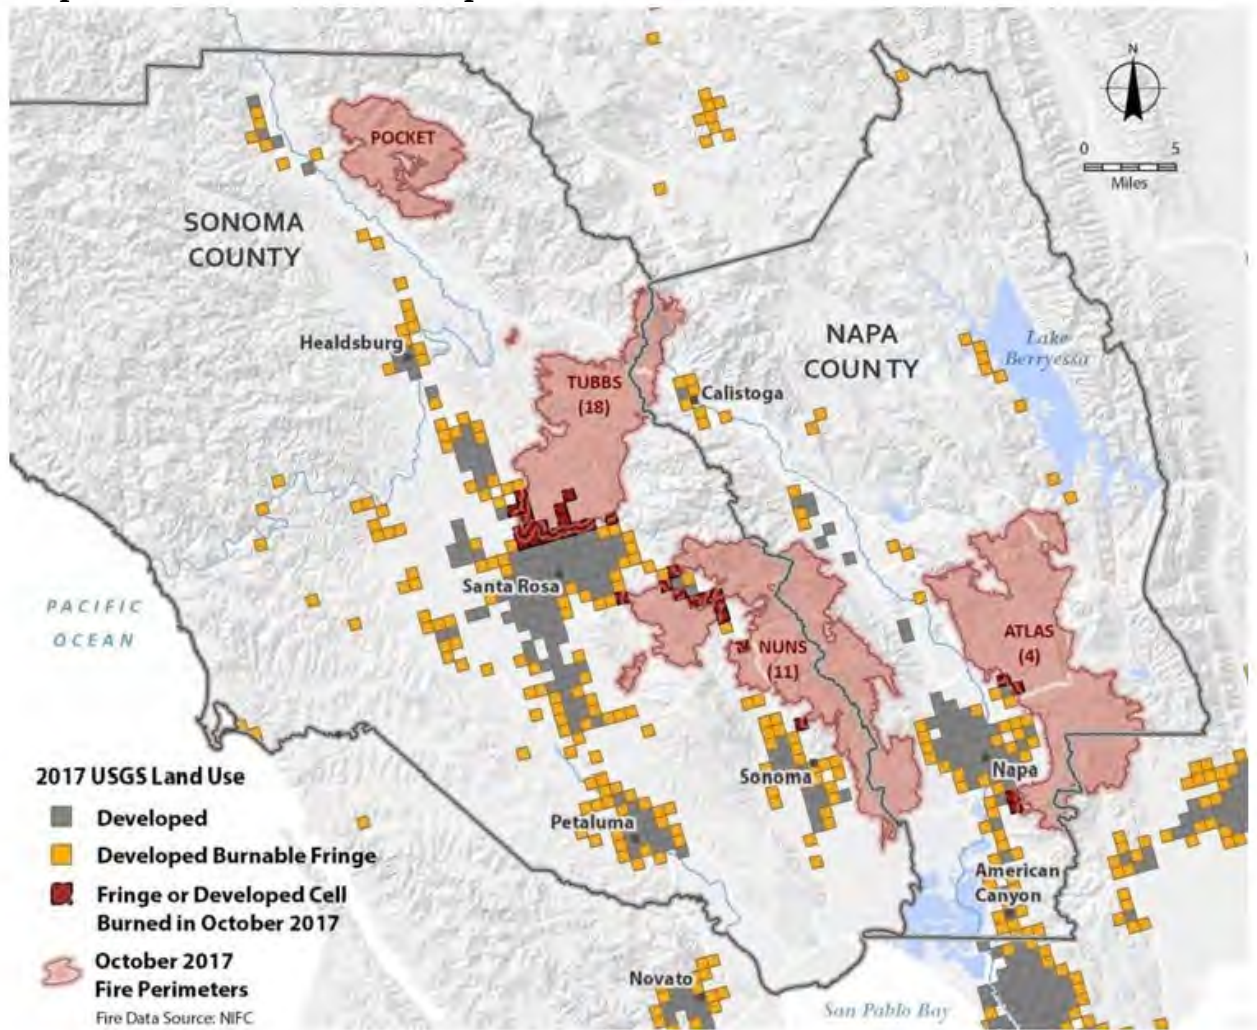 N
0 5
Miles
POCKET
SONOMA
COUNTY
NAPA
COUNTY
Lake
Berryessa
Healdsburg
TUBBS
(18)
Calistoga
Santa Rosa
PACIFIC
OCEAN
NUNS
(11)
ATLAS
(4)
Sonoma
Napa
Petaluma
American
Canyon
Novato
San Pablo Bay
2017 USGS Land Use
Developed
Developed Burnable Fringe
Fringe or Developed Cell
Burned in October 2017
October 2017
Fire Perimeters
Fire Data Source: NIFC